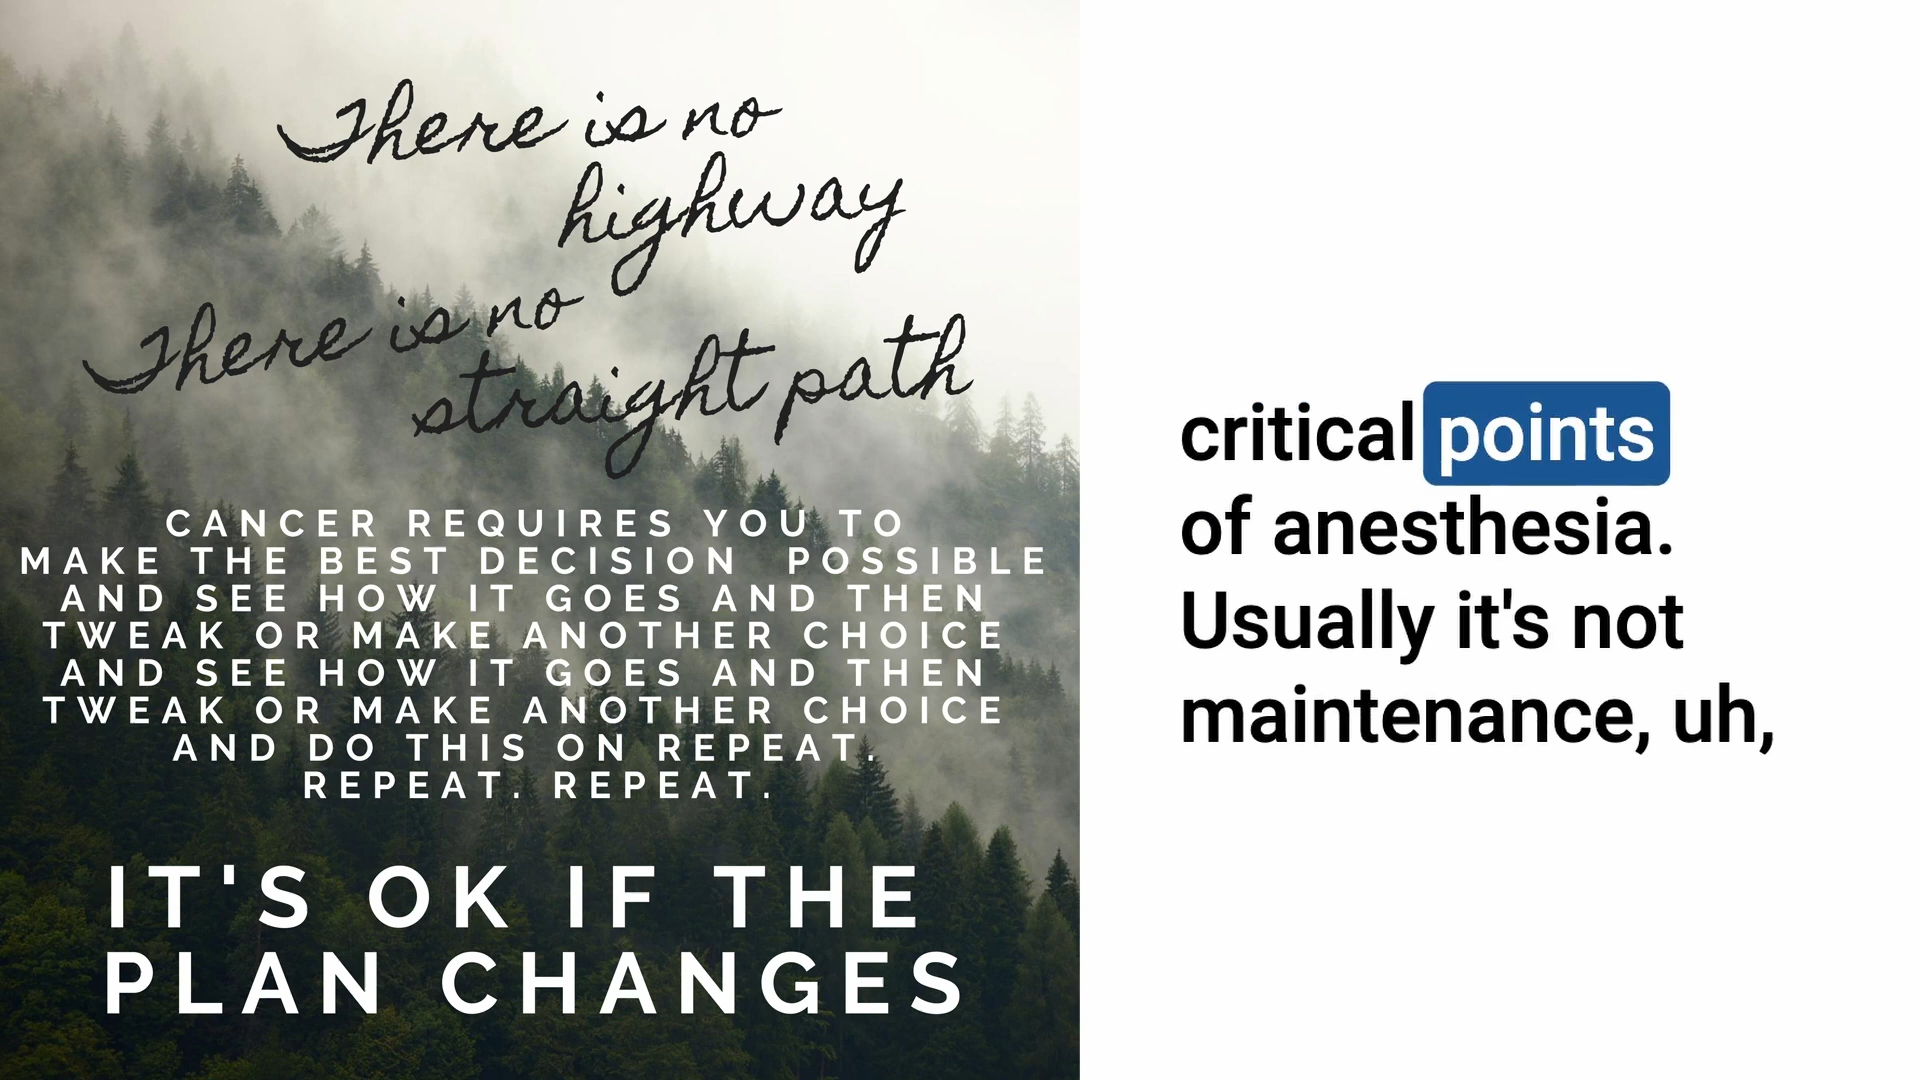 There is no
highway
There is no
straight path
CANCER REQUIRES YOU TO
MAKE THE BEST DECISION POSSIBLE
AND SEE HOW IT GOES AND THEN
TWEAK OR MAKE ANOTHER CHOICE
AND SEE HOW IT GOES AND THEN
TWEAK OR MAKE ANOTHER CHOICE
AND DO THIS ON REPEAT.
REPEAT. REPEAT.
IT'S OK IF THE
PLAN CHANGES
critical points
of anesthesia.
Usually it's not
maintenance, uh,